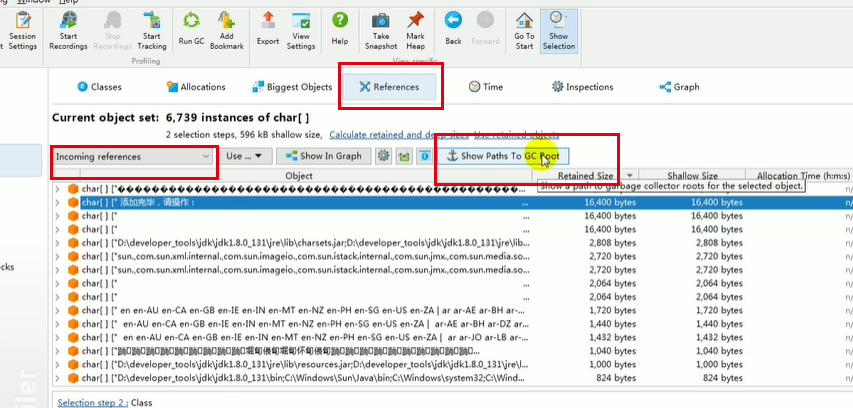 Window Help
Session Settings
Start Recordings
Stop Recordings
Start Tracking
Run GC
Add Bookmark
Export
View Settings
Help
Take Snapshot
Mark Heap
Back
Forward
Go To Start
Show Selection
Profiling
View specific
Classes
Allocations
Biggest Objects
References
Time
Inspections
Graph
Current object set: 6,739 instances of char[ ]
2 selection steps, 596 kB shallow size, Calculate retained and deep sizes Use retained objects
Incoming references
Use ...
Show In Graph
Show Paths To GC Root
Object Retained Size Shallow Size Allocation Time (h:m:s)
Show a path to garbage collector roots for the selected object.
char[ ] ["
char[ ] [" 添加完毕，请操作： ... 16,400 bytes 16,400 bytes n/
char[ ] [" ... 16,400 bytes 16,400 bytes n/
char[ ] [" ... 16,400 bytes 16,400 bytes n/
char[ ] ["D:\developer_tools\jdk\jdk1.8.0_131\jre\lib\charsets.jar;D:\developer_tools\jdk\jdk1.8.0_131\jre\lib... 2,808 bytes 2,808 bytes n/
char[ ] ["sun.,com.sun.xml.internal.,com.sun.imageio.,com.sun.istack.internal.,com.sun.jmx.,com.sun.media.so... 2,720 bytes 2,720 bytes n/
char[ ] ["sun.,com.sun.xml.internal.,com.sun.imageio.,com.sun.istack.internal.,com.sun.jmx.,com.sun.media.so... 2,720 bytes 2,720 bytes n/
char[ ] [" ... 2,064 bytes 2,064 bytes n/
char[ ] [" ... 2,064 bytes 2,064 bytes n/
char[ ] [" en en-AU en-CA en-GB en-IE en-IN en-MT en-NZ en-PH en-SG en-US en-ZA | ar ar-AE ar-BH ar-... 1,720 bytes 1,720 bytes n/
char[ ] [" en-AU en-CA en-GB en-IE en-IN en-MT en-NZ en-PH en-SG en-US en-ZA | ar-AE ar-BH ar-DZ ar... 1,440 bytes 1,440 bytes n/
char[ ] [" en en-AU en-CA en-GB en-IE en-IN en-MT en-NZ en-PH en-SG en-US en-ZA | ar ar-JO ar-LB ar-... 1,432 bytes 1,432 bytes n/
char[ ] [" 1,040 bytes 1,040 bytes n/
char[ ] ["D:\developer_tools\jdk\jdk1.8.0_131\jre\lib\resources.jar;D:\developer_tools\jdk\jdk1.8.0_131\jre\l... 1,000 bytes 1,000 bytes n/
char[ ] ["D:\developer_tools\jdk\jdk1.8.0_131\bin;C:\Windows\Sun\Java\bin;C:\Windows\system32;C:\Wind... 824 bytes 824 bytes n/
Selection step 2 : Class